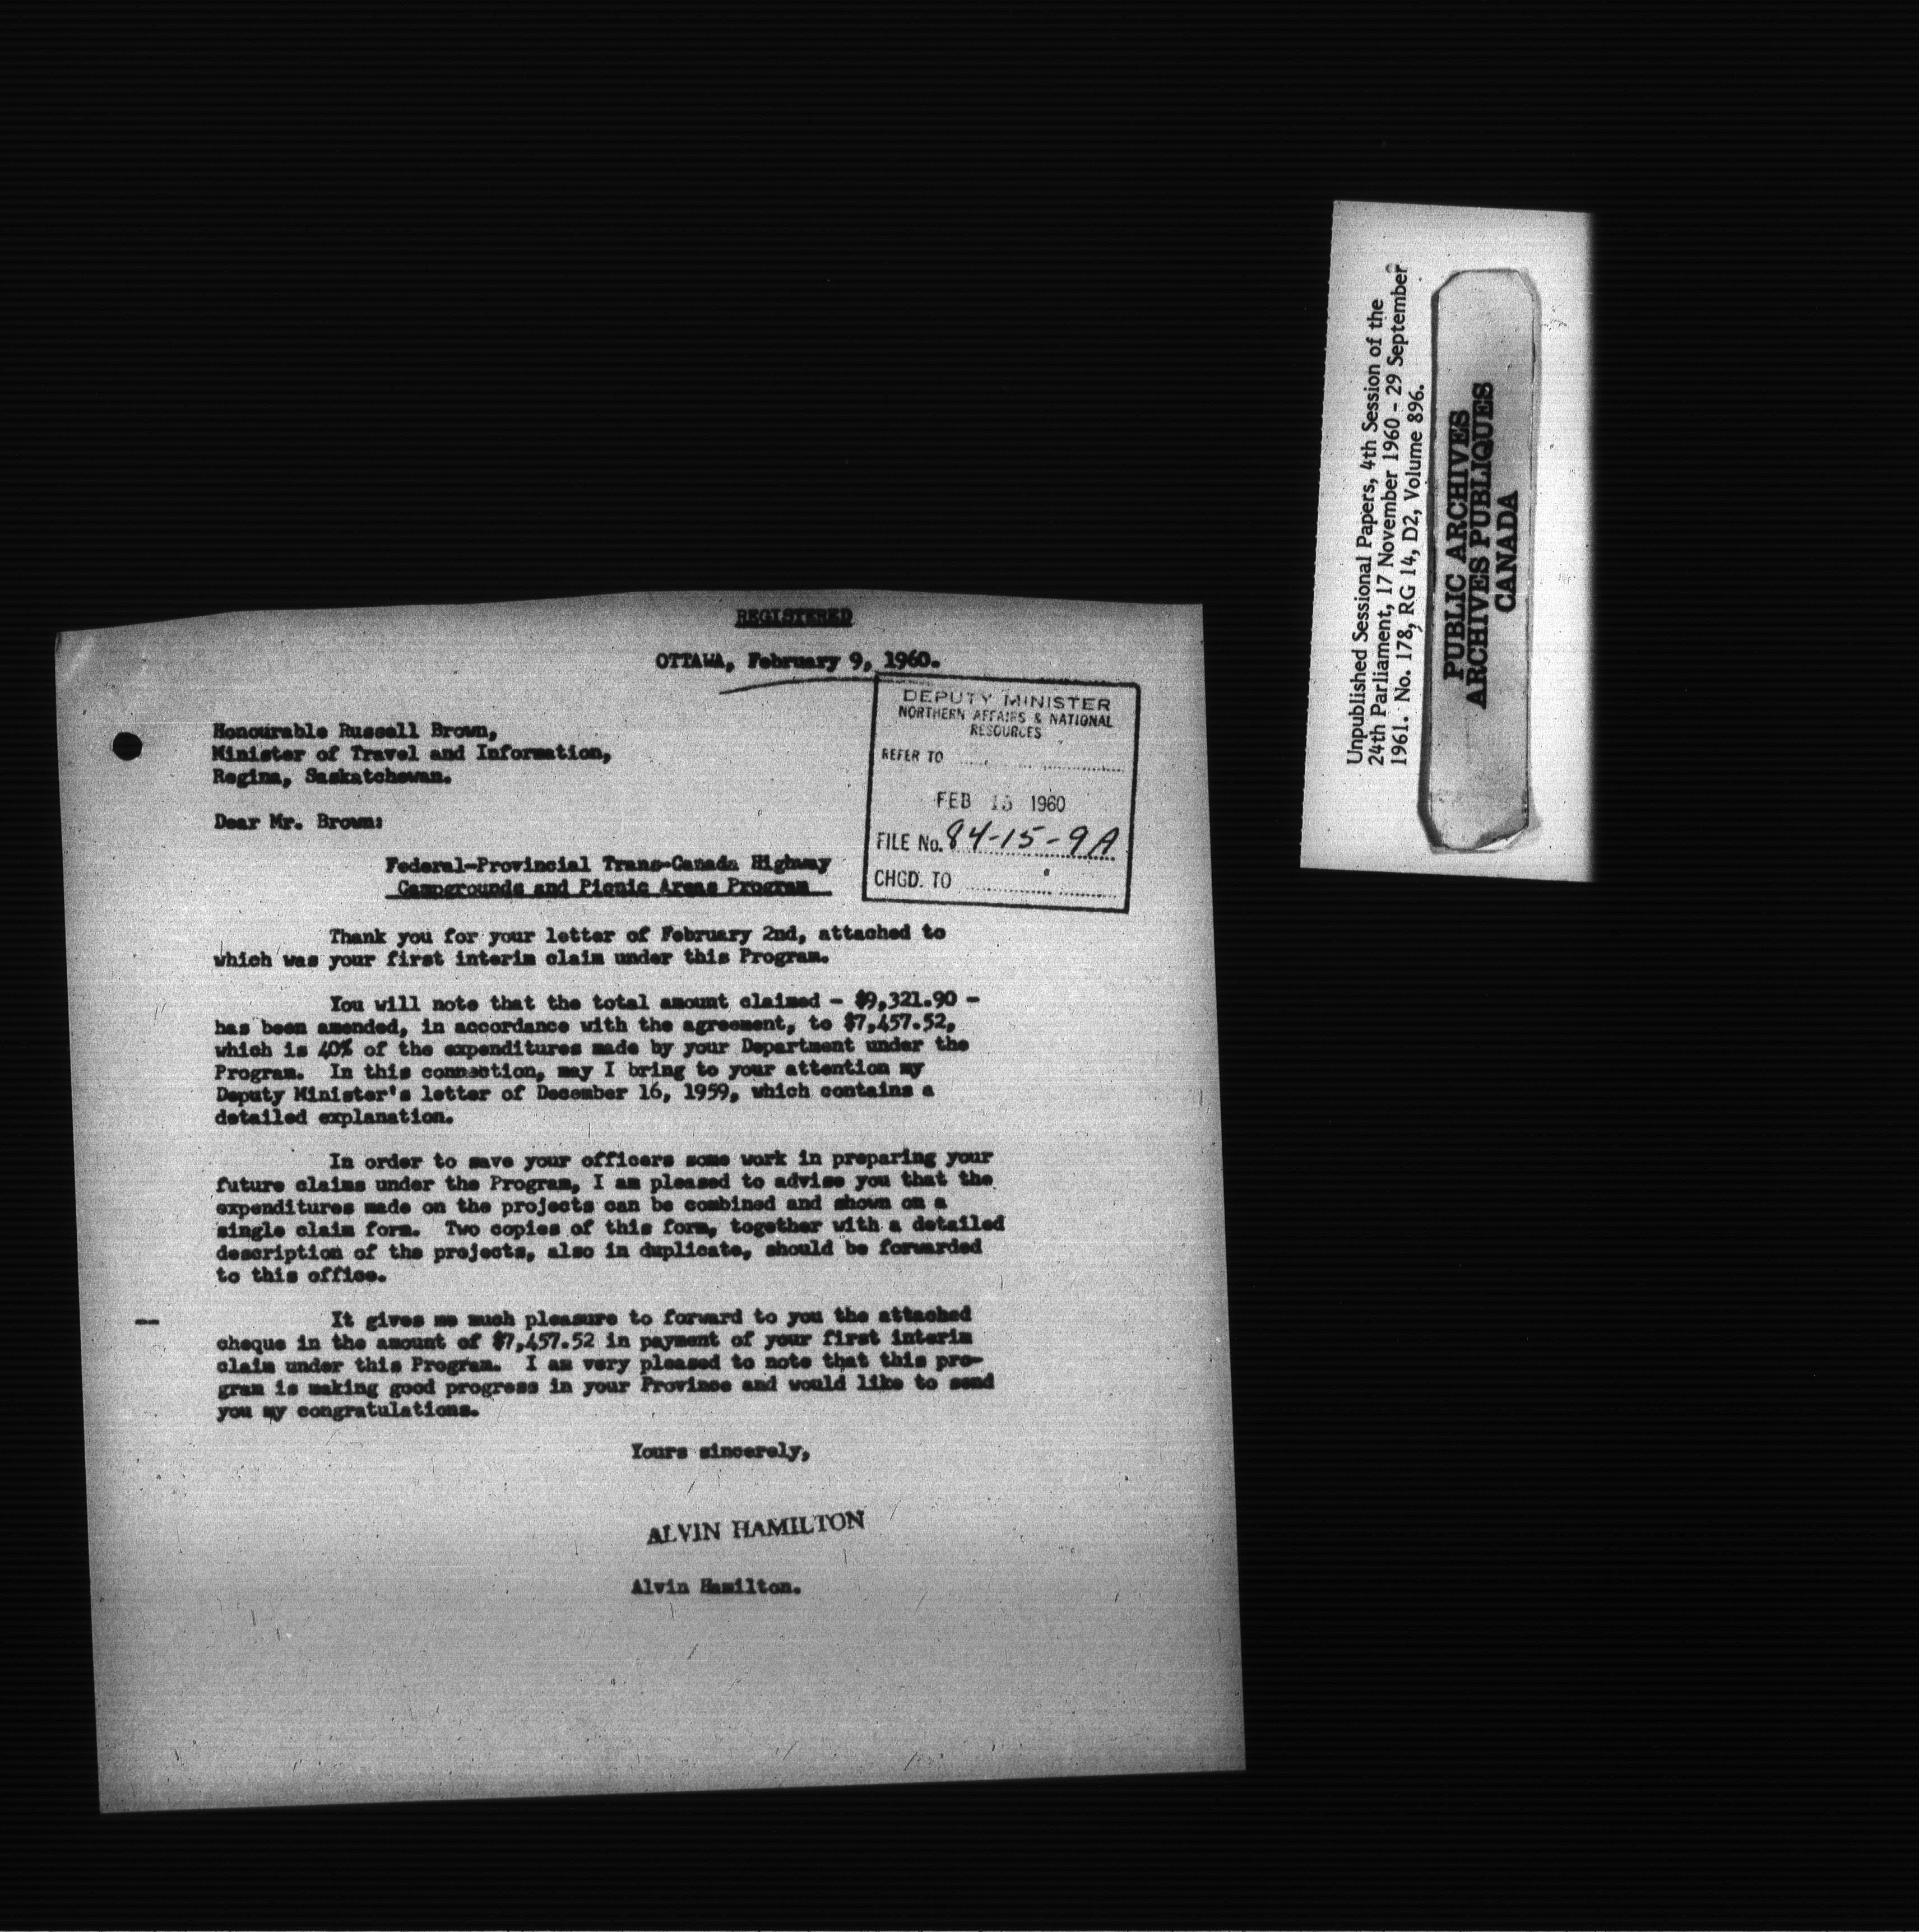 REGISTERED
OTTAWA, February 9, 1960.
DEPUTY MINISTER
NORTHERN AFFAIRS & NATIONAL
RESOURCES
REFER TO
FEB 1960
FILE No. 84-15-9A
CHGD. TO
Honourable Russell Brown,
Minister of Travel and Information,
Regina, Saskatchewan.
Dear Mr. Brown:
Federal-Provincial Trans-Canada Highway
Campgrounds and Picnic Areas Program
Thank you for your letter of February 2nd, attached to
which was your first interim claim under this Program.
You will note that the total amount claimed - $9,321.90 -
has been amended, in accordance with the agreement, to $7,457.52,
which is 40% of the expenditures made by your Department under the
Program. In this connection, may I bring to your attention my
Deputy Minister's letter of December 16, 1959, which contains a
detailed explanation.
In order to save your officers some work in preparing your
future claims under the Program, I am pleased to advise you that the
expenditures made on the projects can be combined and shown on a
single claim form. Two copies of this form, together with a detailed
description of the projects, also in duplicate, should be forwarded
to this office.
It gives me much pleasure to forward to you the attached
cheque in the amount of $7,457.52 in payment of your first interim
claim under this Program. I am very pleased to note that this pro-
gram is making good progress in your Province and would like to send
you my congratulations.
Yours sincerely,
ALVIN HAMILTON
Alvin Hamilton.
Unpublished Sessional Papers, 4th Session of the
24th Parliament, 17 November 1960 - 29 September
1961. No. 178, RG 14, D2, Volume 896.
PUBLIC ARCHIVES
ARCHIVES PUBLIQUES
CANADA